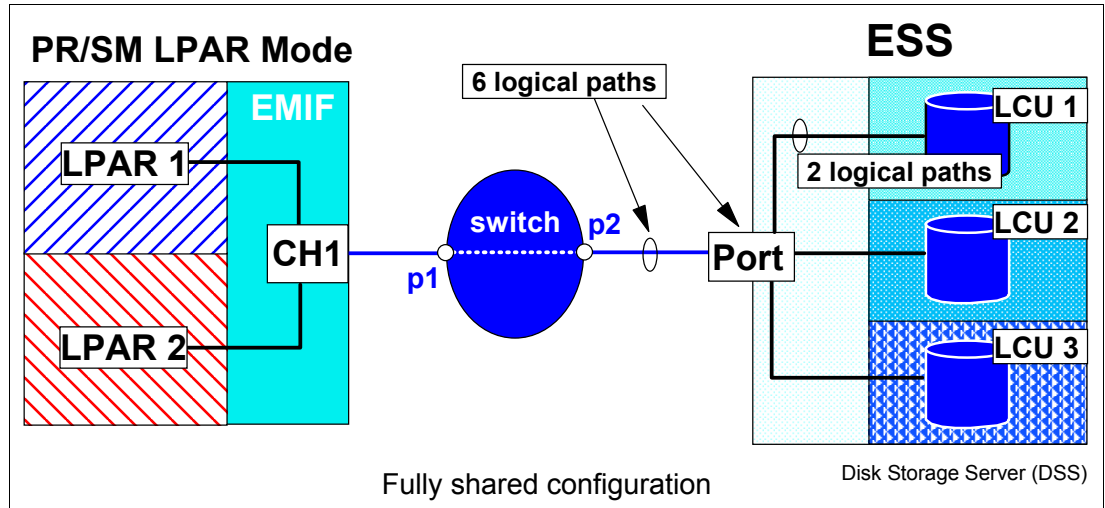 PR/SM LPAR Mode
ESS
6 logical paths
EMIF
LCU 1
LPAR 1
2 logical paths
switch
p2
LCU 2
CH1
Port
p1
LPAR 2
LCU 3
Fully shared configuration
Disk Storage Server (DSS)